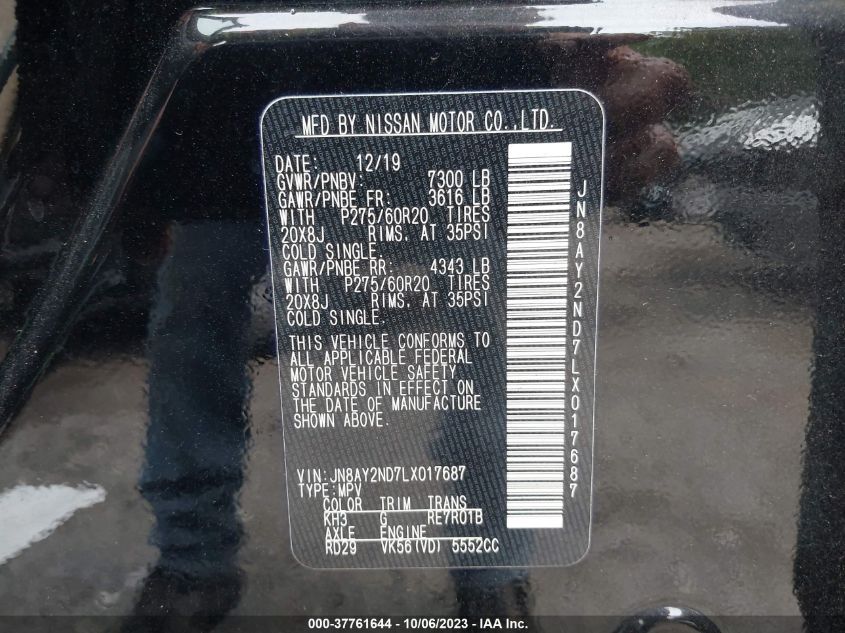 MFD BY NISSAN MOTOR CO.,LTD.
DATE: 12/19
GVWR/PNBV: 7300 LB
GAWR/PNBE FR: 3616 LB
WITH P275/60R20 TIRES
20X8J RIMS, AT 35PSI
COLD SINGLE.
GAWR/PNBE RR: 4343 LB
WITH P275/60R20 TIRES
20X8J RIMS, AT 35PSI
COLD SINGLE.
THIS VEHICLE CONFORMS TO
ALL APPLICABLE FEDERAL
MOTOR VEHICLE SAFETY
STANDARDS IN EFFECT ON
THE DATE OF MANUFACTURE
SHOWN ABOVE.
VIN:JN8AY2ND7LX017687
TYPE:MPV
COLOR TRIM TRANS
KH3 G RE7R01B
AXLE ENGINE
RD29 VK56(VD) 5552CC
JN8AY2ND7LX017687
000-37761644 - 10/06/2023 - IAA Inc.